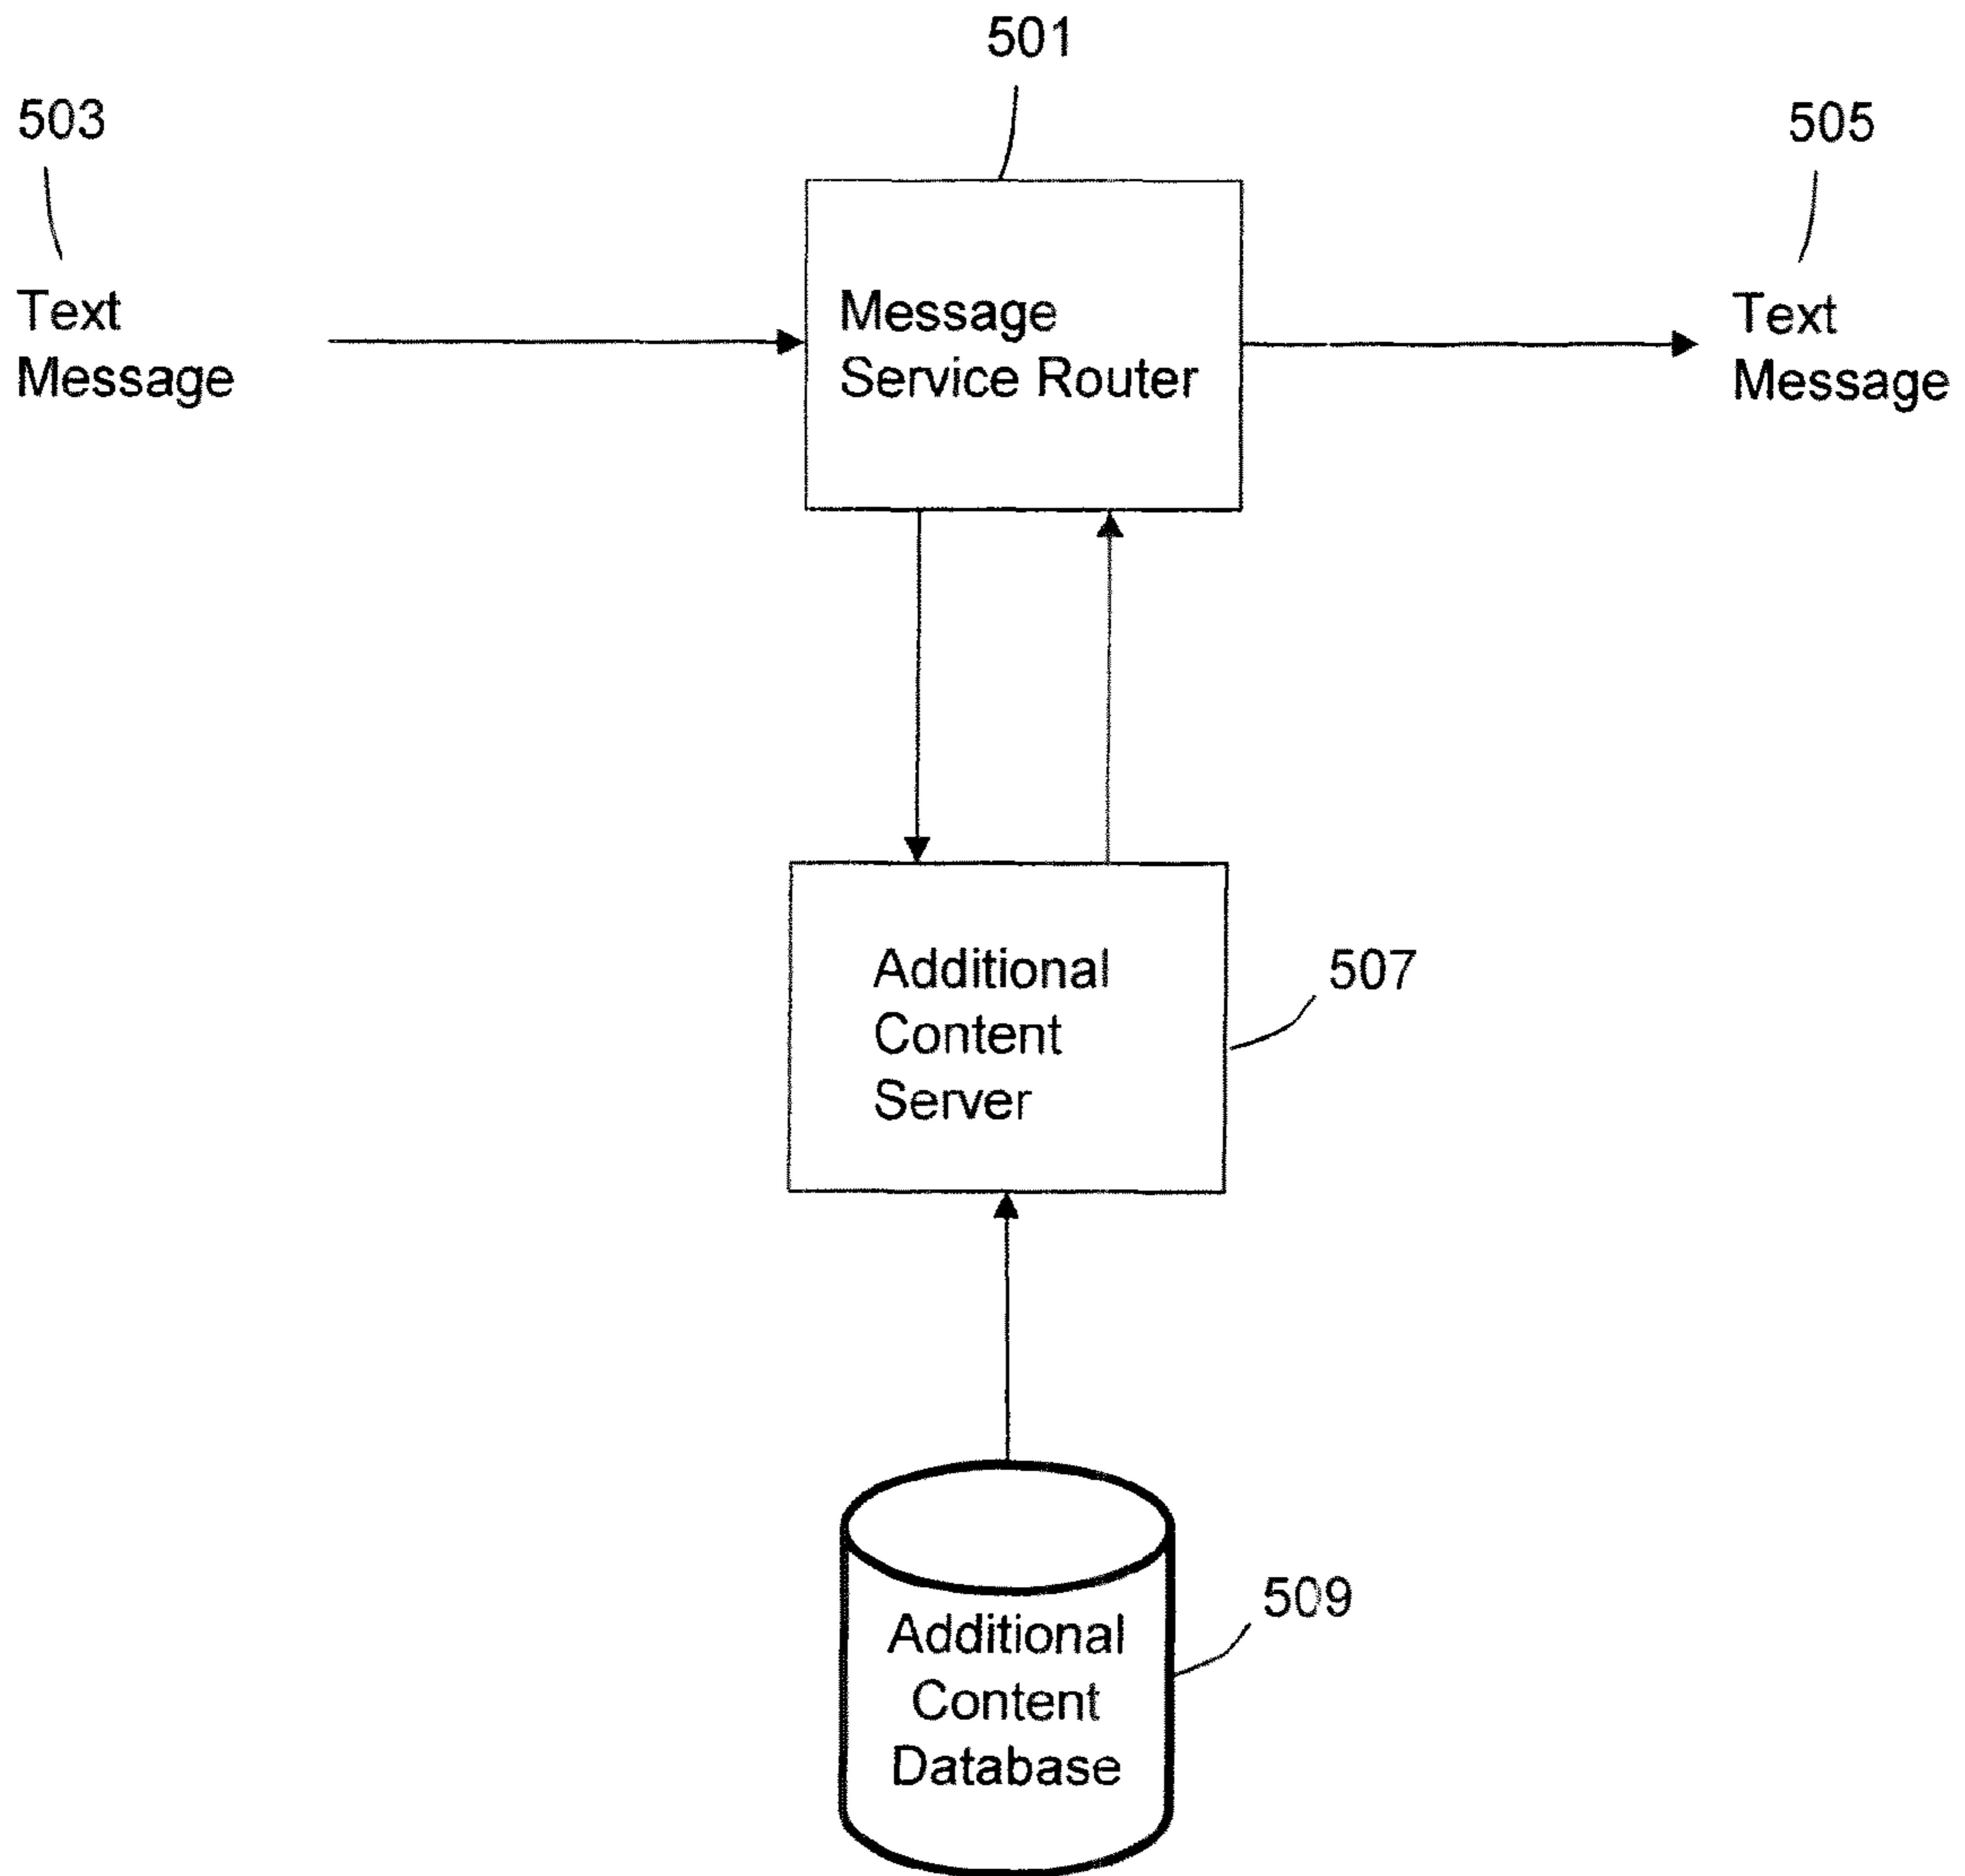 501
503
505
Text
Message
Message
Service Router
Text
Message
Additional
Content
Server
507
509
Additional
Content
Database